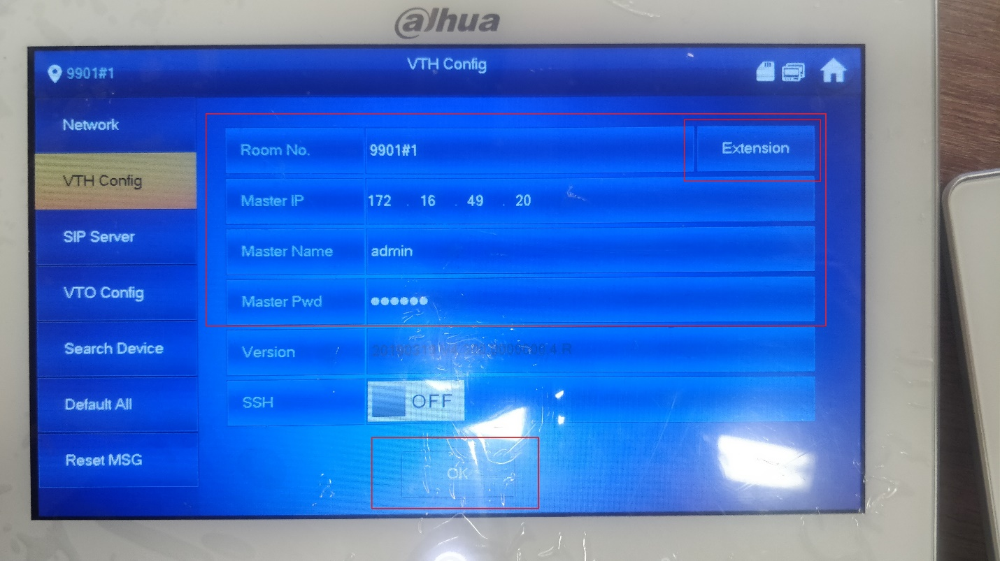 alhua
9901#1
VTH Config
Network
VTH Config
SIP Server
VTO Config
Search Device
Default All
Reset MSG
Room No. 9901#1 Extension
Master IP 172 . 16 . 49 . 20
Master Name admin
Master Pwd ●●●●●●
Version
SSH OFF
OK